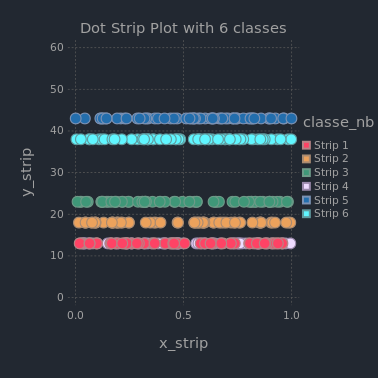 Dot Strip Plot with 6 classes
60
50
40
30
20
10
0
y_strip
0.0
0.5
1.0
x_strip
classe_nb
Strip 1
Strip 2
Strip 3
Strip 4
Strip 5
Strip 6